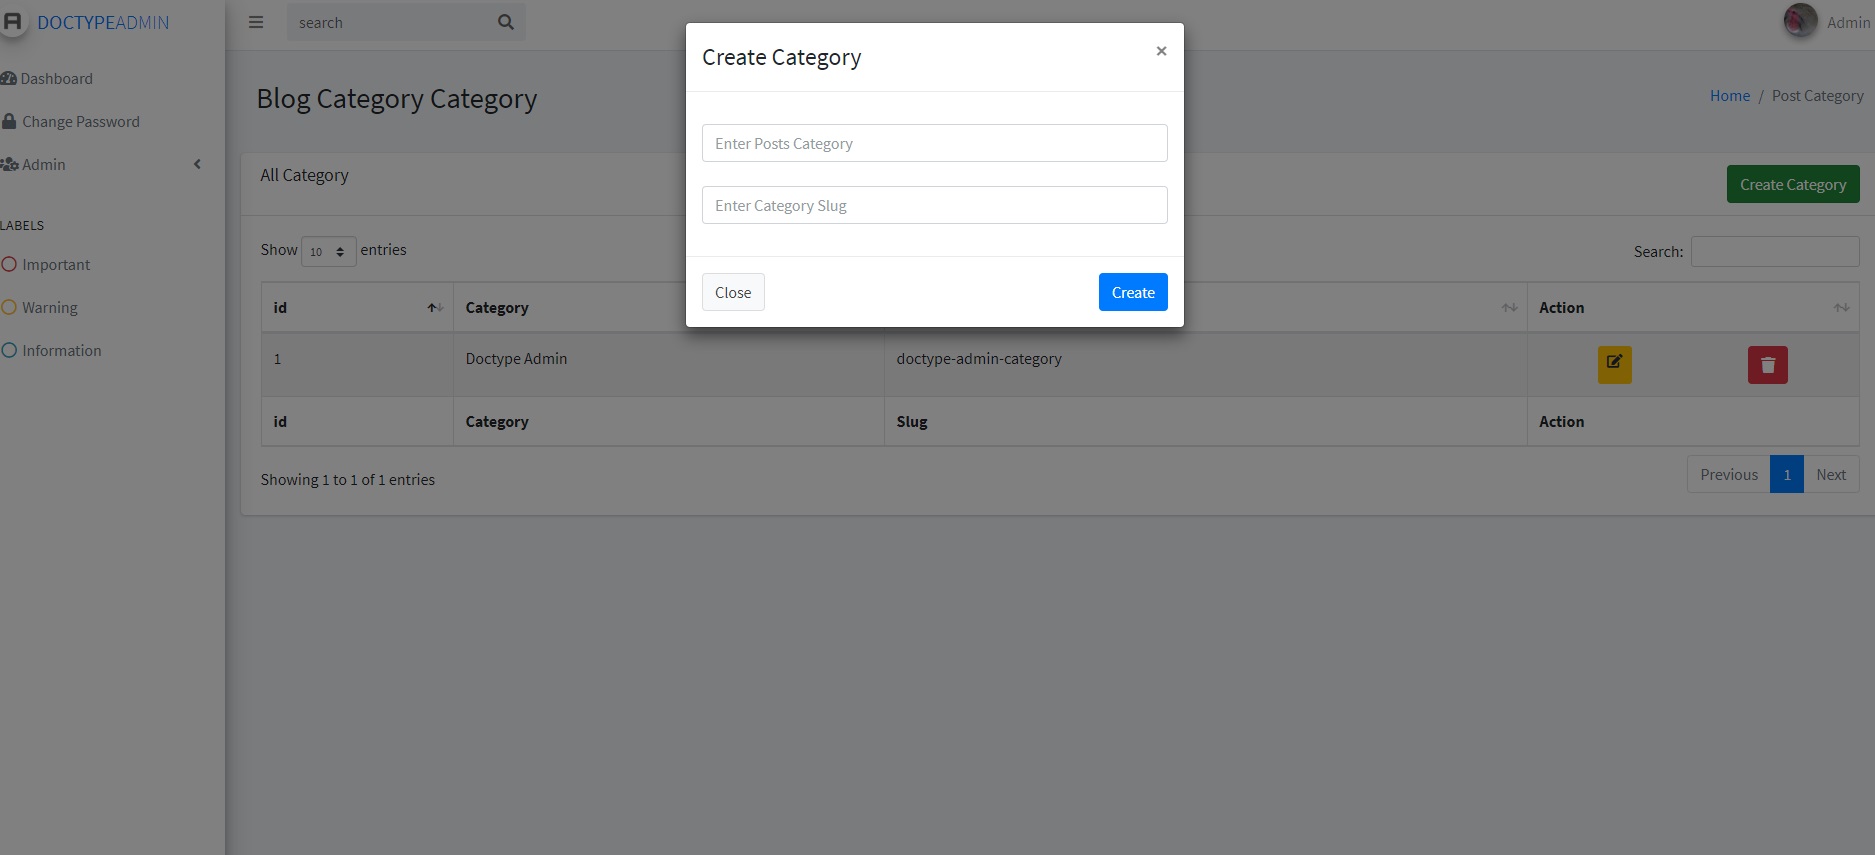 DOCTYPEADMIN
search
Admin
Dashboard
Change Password
Admin
LABELS
Important
Warning
Information
Blog Category Category
Home / Post Category
All Category
Create Category
Show 10 entries
Search:
id Category Action
1 Doctype Admin doctype-admin-category
id Category Slug Action
Showing 1 to 1 of 1 entries
Previous 1 Next
Create Category
×
Enter Posts Category
Enter Category Slug
Close Create